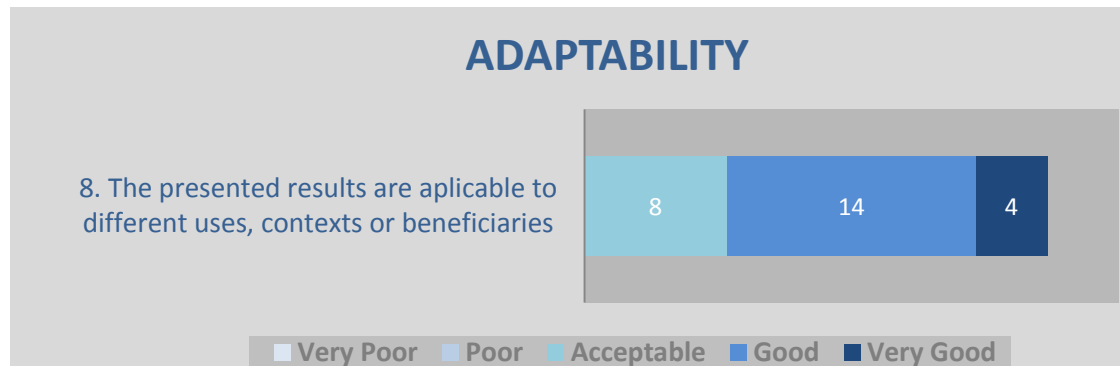 ADAPTABILITY
8. The presented results are aplicable to
different uses, contexts or beneficiaries
8 14 4
Very Poor Poor Acceptable Good Very Good